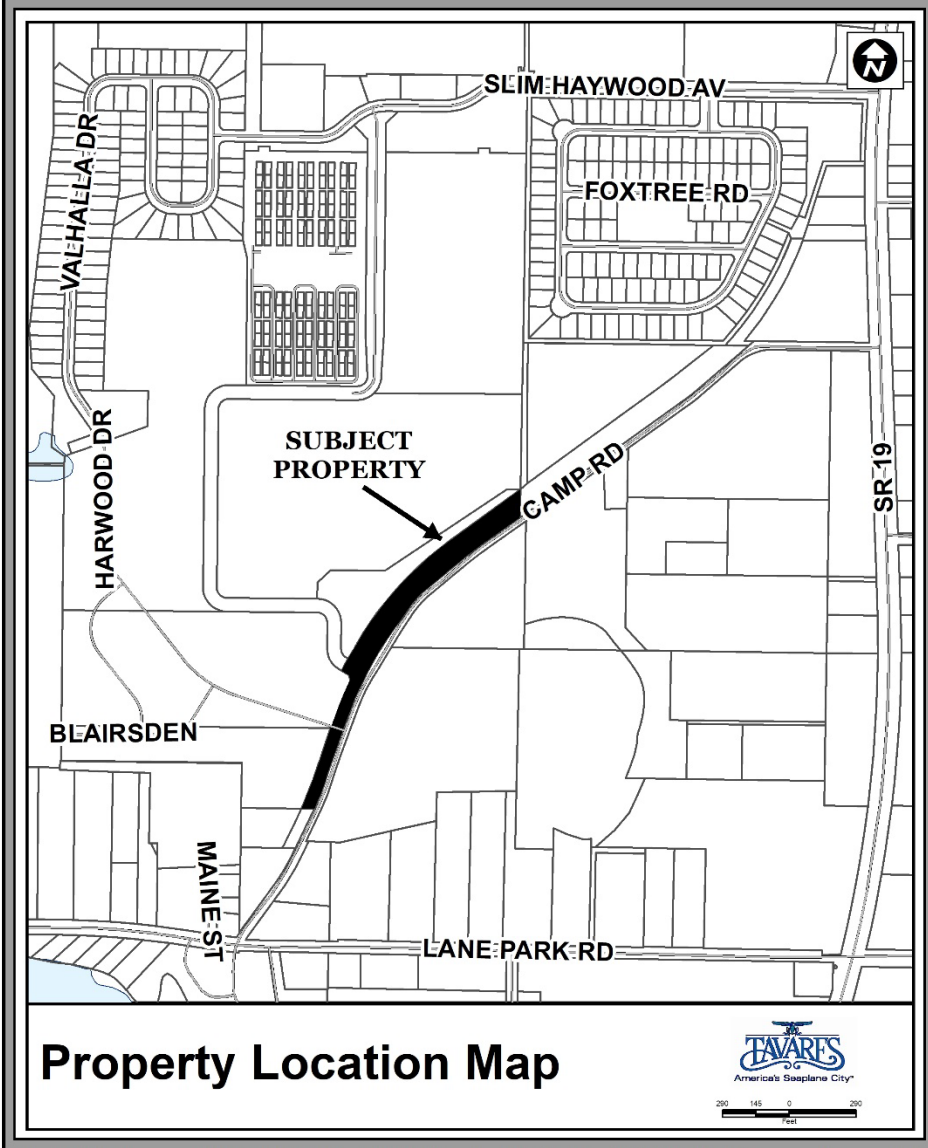 N
SLIM HAYWOOD AV
VALHALLA DR
FOXTREE RD
SUBJECT
PROPERTY
CAMP RD
SR 19
HARWOOD DR
BLAIRSDEN
MAINE ST
LANE PARK RD
Property Location Map
TAVARES
America's Seaplane City™
290 145 0 290
Feet